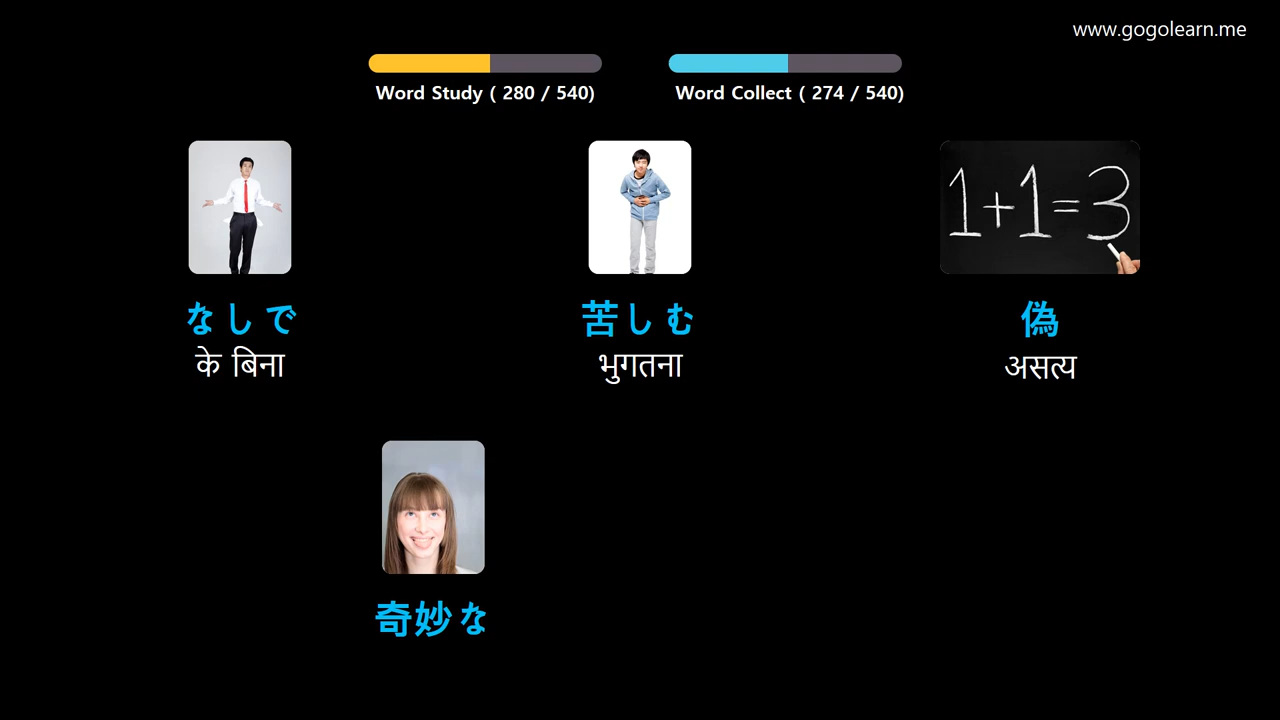 www.gogolearn.me
Word Study ( 280 / 540)
Word Collect ( 274 / 540)
1+1=3
なしで
苦しむ
偽
के बिना
भुगतना
असत्य
奇妙な